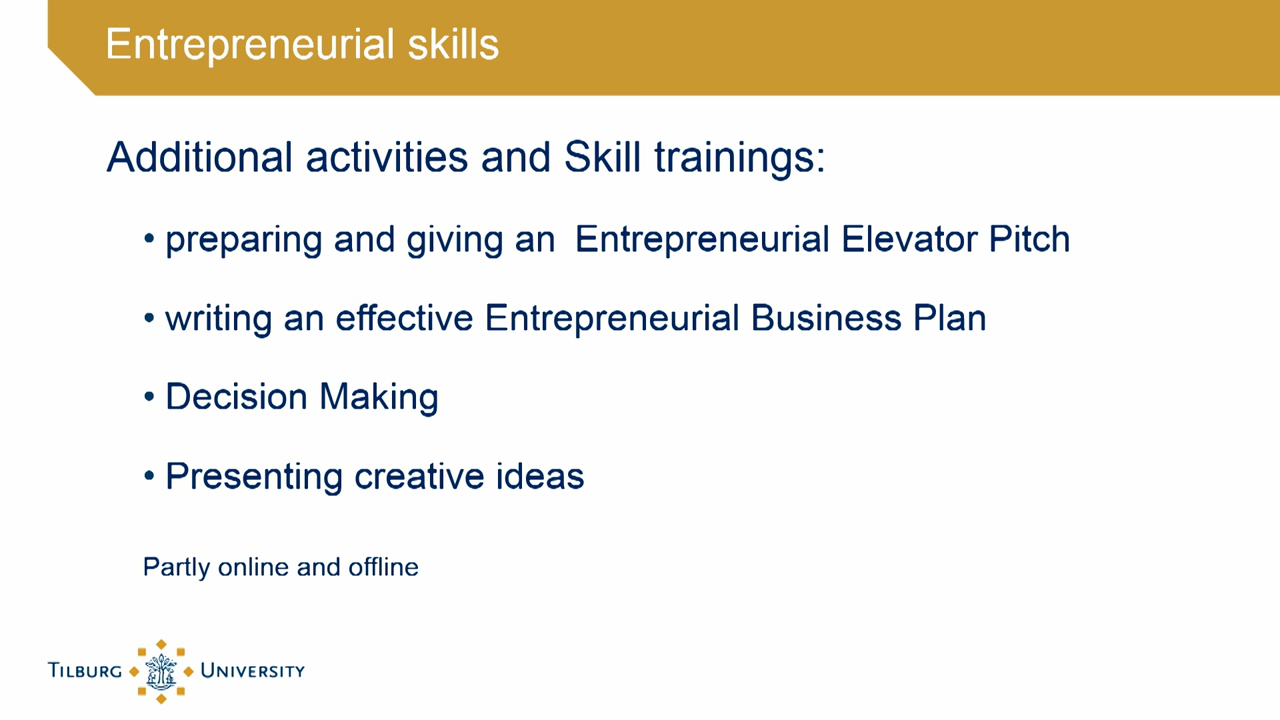 Entrepreneurial skills
Additional activities and Skill trainings:
• preparing and giving an Entrepreneurial Elevator Pitch
• writing an effective Entrepreneurial Business Plan
• Decision Making
• Presenting creative ideas
Partly online and offline
TILBURG UNIVERSITY